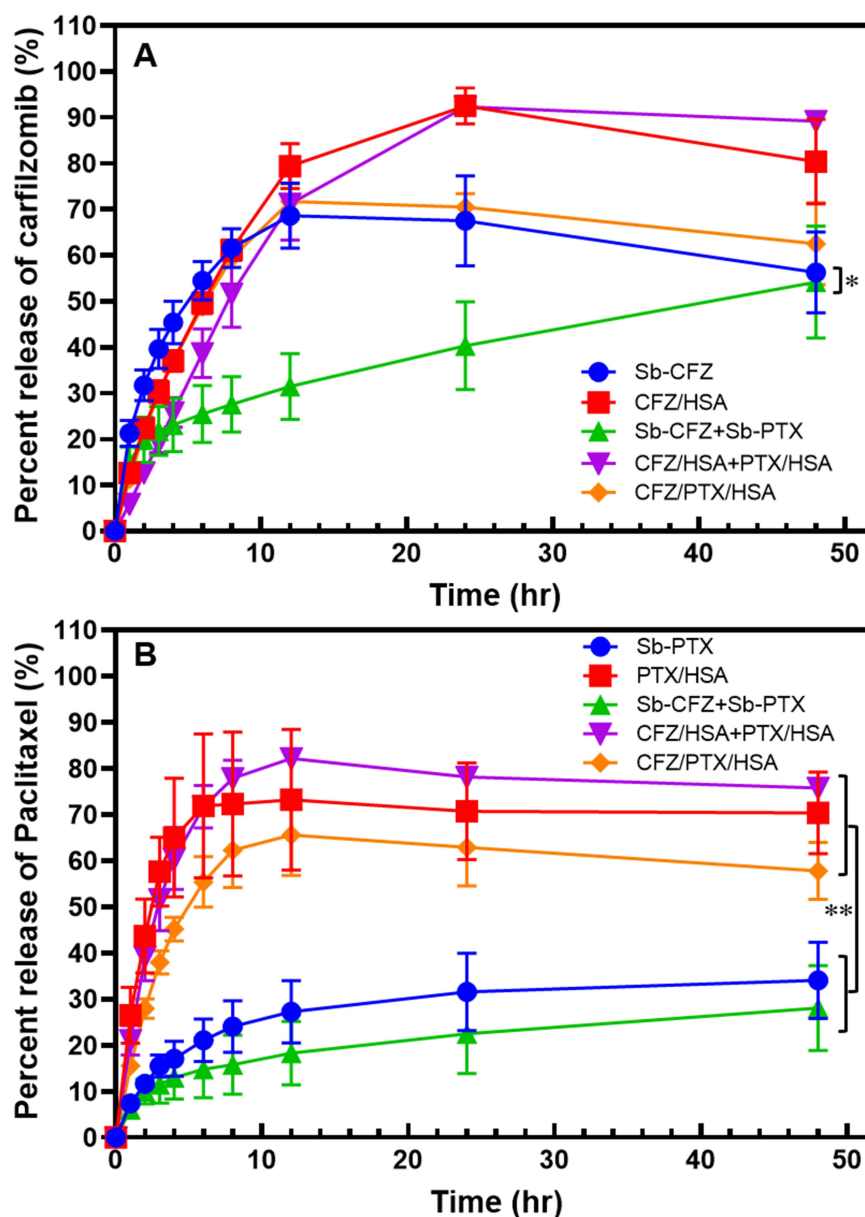 A
Percent release of carfilzomib (%)
110
100
90
80
70
60
50
40
30
20
10
0
*
Sb-CFZ
CFZ/HSA
Sb-CFZ+Sb-PTX
CFZ/HSA+PTX/HSA
CFZ/PTX/HSA
0 10 20 30 40 50
Time (hr)
B
Percent release of Paclitaxel (%)
110
100
90
80
70
60
50
40
30
20
10
0
Sb-PTX
PTX/HSA
Sb-CFZ+Sb-PTX
CFZ/HSA+PTX/HSA
CFZ/PTX/HSA
**
0 10 20 30 40 50
Time (hr)